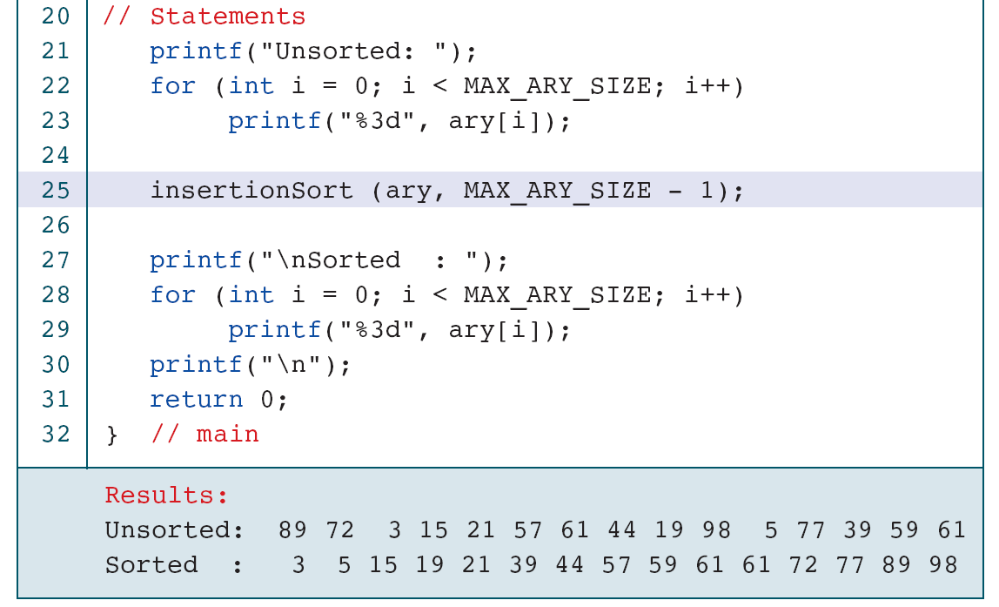 20 // Statements
21    printf("Unsorted: ");
22    for (int i = 0; i < MAX_ARY_SIZE; i++)
23         printf("%3d", ary[i]);
24
25    insertionSort (ary, MAX_ARY_SIZE - 1);
26
27    printf("\nSorted  : ");
28    for (int i = 0; i < MAX_ARY_SIZE; i++)
29         printf("%3d", ary[i]);
30    printf("\n");
31    return 0;
32 }  // main
Results:
Unsorted:  89 72  3 15 21 57 61 44 19 98  5 77 39 59 61
Sorted  :   3  5 15 19 21 39 44 57 59 61 61 72 77 89 98